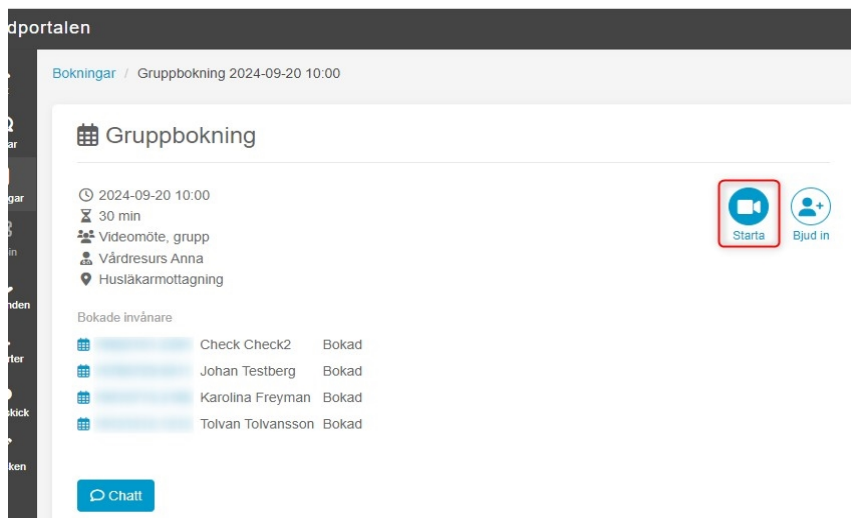 dportalen
Bokningar / Gruppbokning 2024-09-20 10:00
Gruppbokning
2024-09-20 10:00
30 min
Videomöte, grupp
Vårdresurs Anna
Husläkarmottagning
Starta
Bjud in
Bokade invånare
Check Check2 Bokad
Johan Testberg Bokad
Karolina Freyman Bokad
Tolvan Tolvansson Bokad
Chatt
ar
gar
in
nden
rter
skick
ken